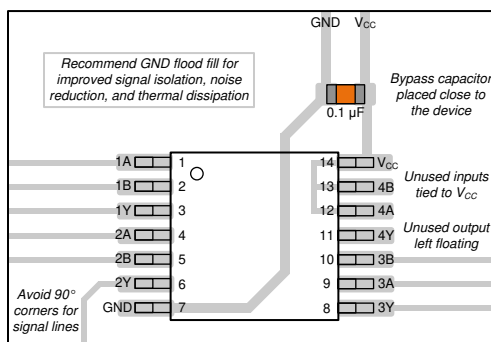 GND VCC
Recommend GND flood fill for
improved signal isolation, noise
reduction, and thermal dissipation
Bypass capacitor
placed close to
the device
0.1 µF
1A 1 14 VCC
1B 2 13 4B
1Y 3 12 4A
2A 4 11 4Y
2B 5 10 3B
2Y 6 9 3A
GND 7 8 3Y
Unused inputs
tied to VCC
Unused output
left floating
Avoid 90°
corners for
signal lines